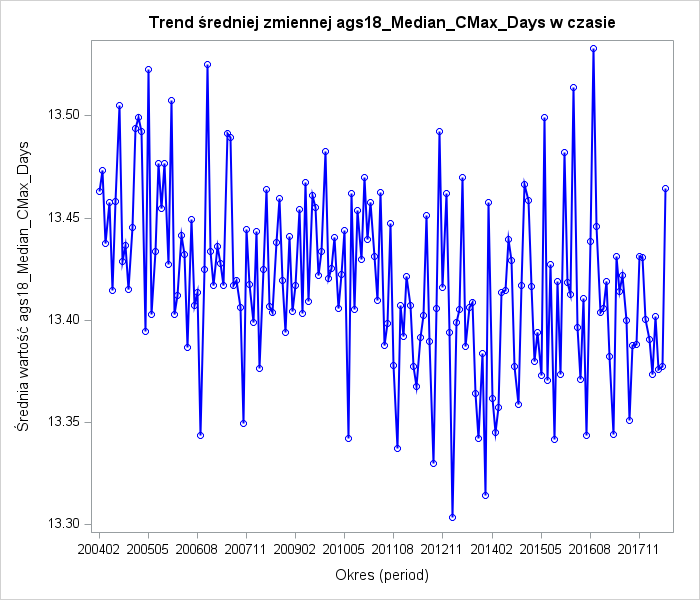 Trend średniej zmiennej ags18_Median_CMax_Days w czasie
Średnia wartość ags18_Median_CMax_Days
13.50
13.45
13.40
13.35
13.30
200402 200505 200608 200711 200902 201005 201108 201211 201402 201505 201608 201711
Okres (period)